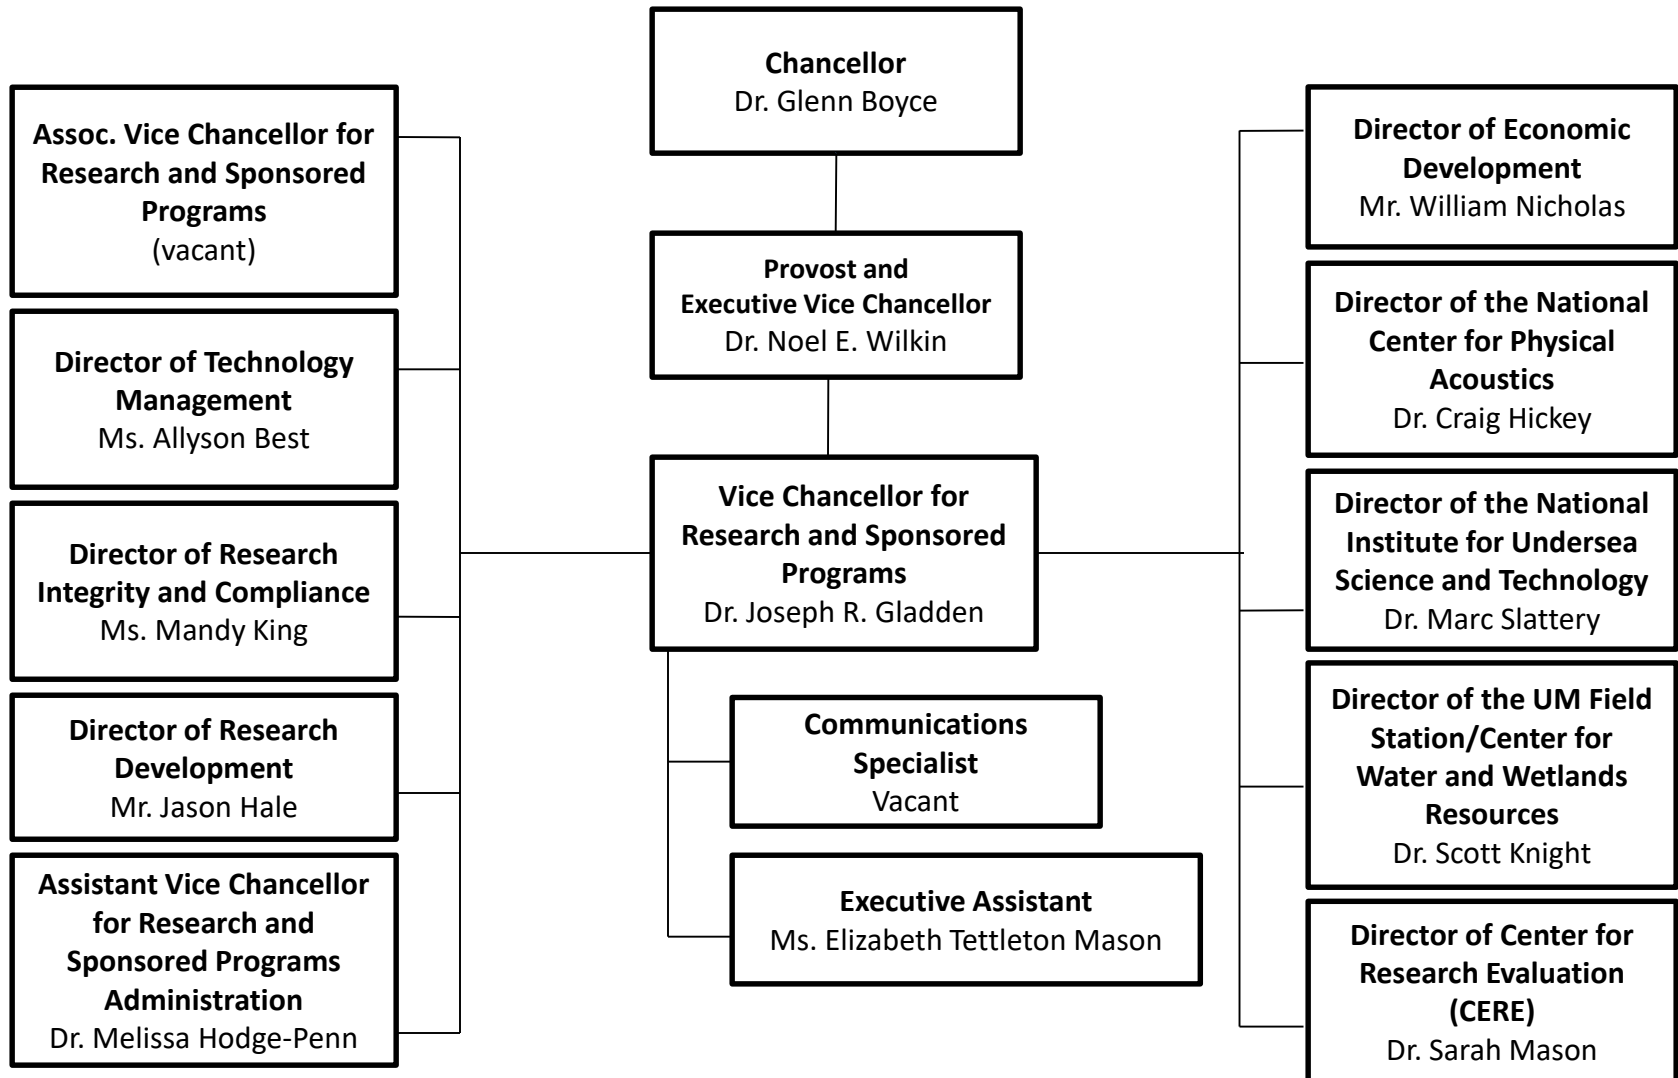 Chancellor
Dr. Glenn Boyce
Provost and
Executive Vice Chancellor
Dr. Noel E. Wilkin
Vice Chancellor for
Research and Sponsored
Programs
Dr. Joseph R. Gladden
Communications
Specialist
Vacant
Executive Assistant
Ms. Elizabeth Tettleton Mason
Assoc. Vice Chancellor for
Research and Sponsored
Programs
(vacant)
Director of Technology
Management
Ms. Allyson Best
Director of Research
Integrity and Compliance
Ms. Mandy King
Director of Research
Development
Mr. Jason Hale
Assistant Vice Chancellor
for Research and
Sponsored Programs
Administration
Dr. Melissa Hodge-Penn
Director of Economic
Development
Mr. William Nicholas
Director of the National
Center for Physical
Acoustics
Dr. Craig Hickey
Director of the National
Institute for Undersea
Science and Technology
Dr. Marc Slattery
Director of the UM Field
Station/Center for
Water and Wetlands
Resources
Dr. Scott Knight
Director of Center for
Research Evaluation
(CERE)
Dr. Sarah Mason